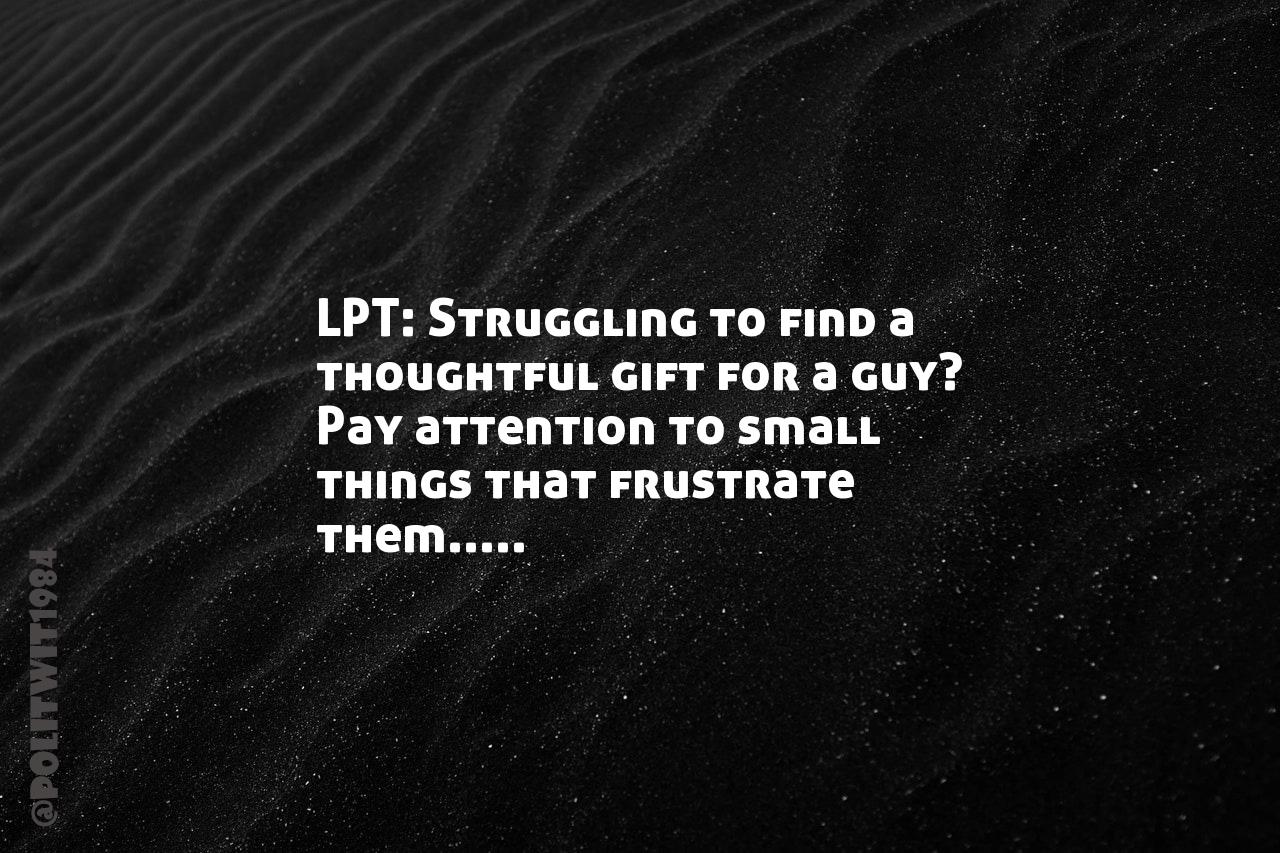 LPT: Struggling to find a
thoughtful gift for a guy?
Pay attention to small
things that frustrate
them.....
@politwit1984